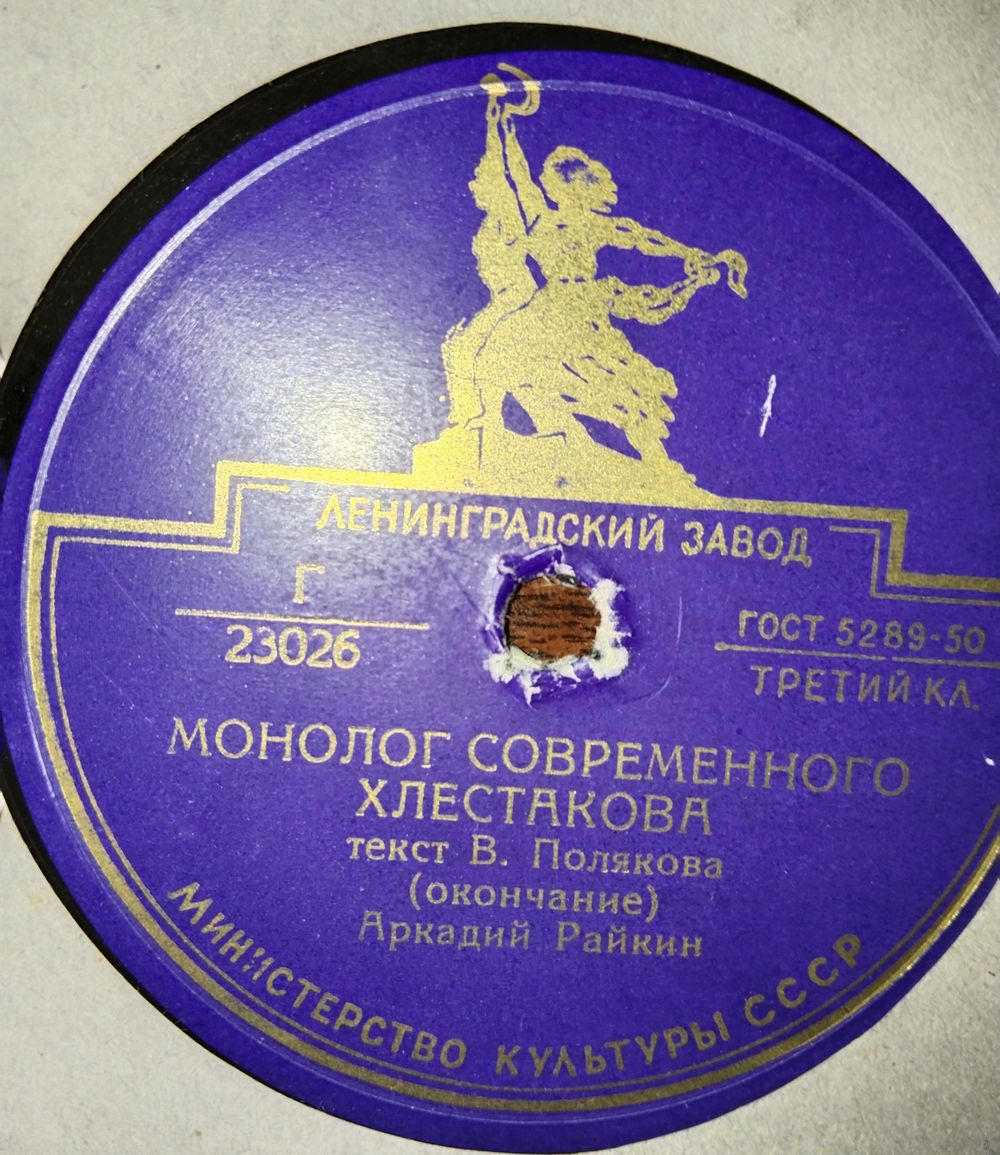 ЛЕНИНГРАДСКИЙ ЗАВОД
Г
23026
ГОСТ 5289-50
ТРЕТИЙ КЛ.
МОНОЛОГ СОВРЕМЕННОГО
ХЛЕСТАКОВА
текст В. Полякова
(окончание)
Аркадий Райкин
МИНИСТЕРСТВО КУЛЬТУРЫ СССР